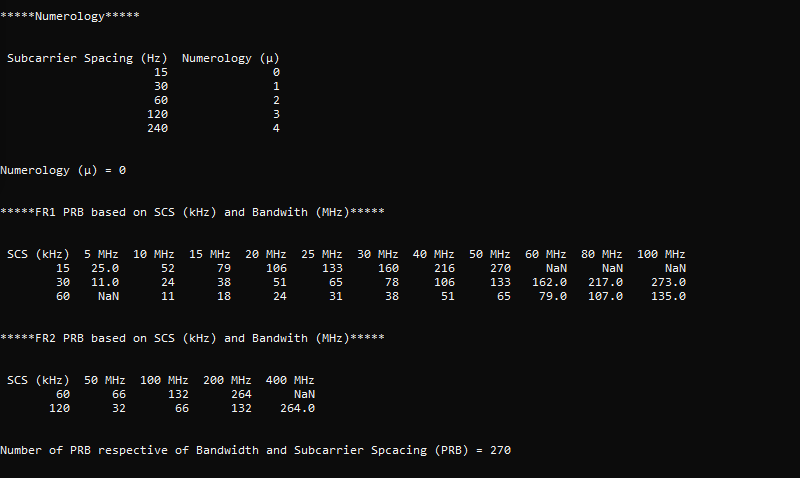 *****Numerology*****
Subcarrier Spacing (Hz) Numerology (μ)
15 0
30 1
60 2
120 3
240 4
Numerology (μ) = 0
*****FR1 PRB based on SCS (kHz) and Bandwith (MHz)*****
SCS (kHz) 5 MHz 10 MHz 15 MHz 20 MHz 25 MHz 30 MHz 40 MHz 50 MHz 60 MHz 80 MHz 100 MHz
15 25.0 52 79 106 133 160 216 270 NaN NaN NaN
30 11.0 24 38 51 65 78 106 133 162.0 217.0 273.0
60 NaN 11 18 24 31 38 51 65 79.0 107.0 135.0
*****FR2 PRB based on SCS (kHz) and Bandwith (MHz)*****
SCS (kHz) 50 MHz 100 MHz 200 MHz 400 MHz
60 66 132 264 NaN
120 32 66 132 264.0
Number of PRB respective of Bandwidth and Subcarrier Spcacing (PRB) = 270